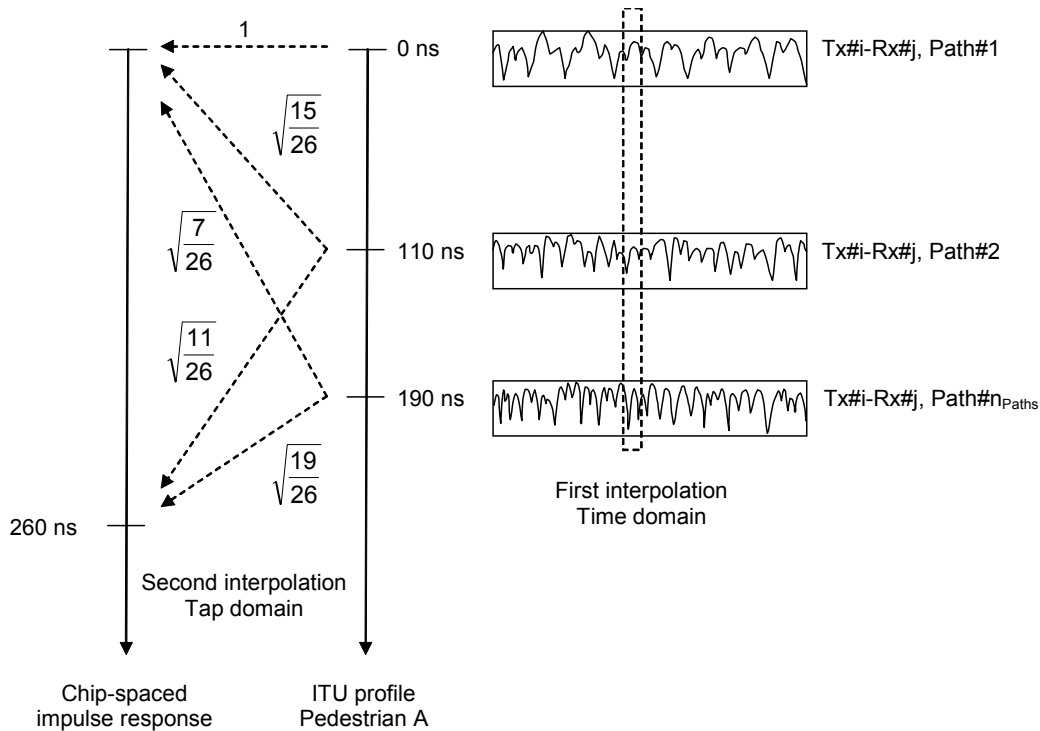 1
0 ns
Tx#i-Rx#j, Path#1
√(15/26)
√(7/26)
110 ns
Tx#i-Rx#j, Path#2
√(11/26)
190 ns
Tx#i-Rx#j, Path#nPaths
√(19/26)
First interpolation
Time domain
260 ns
Second interpolation
Tap domain
Chip-spaced
impulse response
ITU profile
Pedestrian A